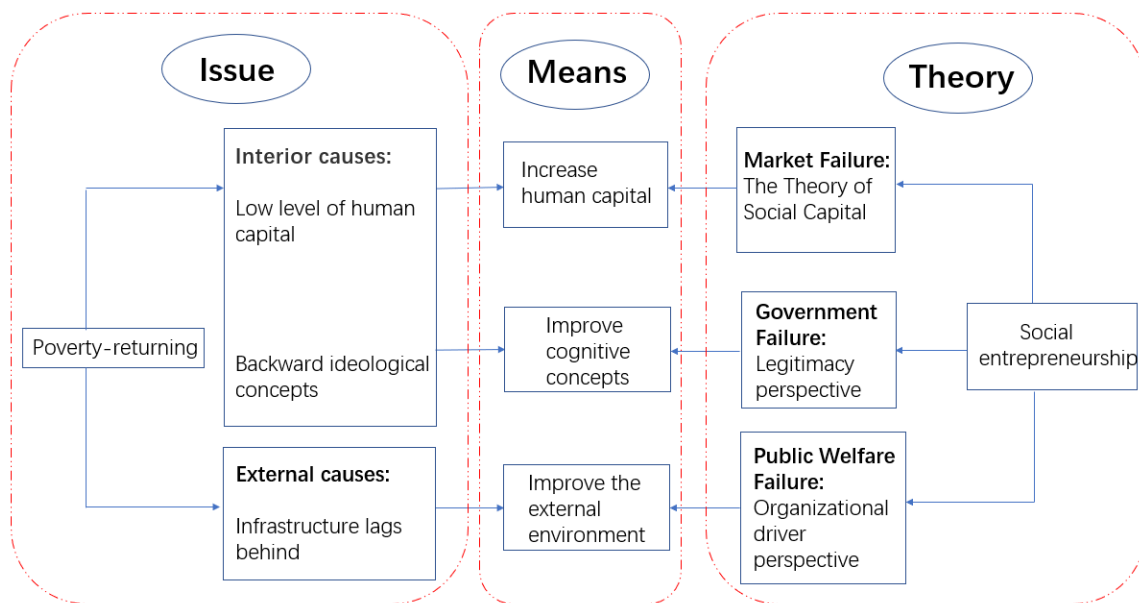 Issue
Means
Theory
Poverty-returning
Interior causes:
Low level of human
capital
Backward ideological
concepts
External causes:
Infrastructure lags
behind
Increase
human capital
Improve
cognitive
concepts
Improve the
external
environment
Market Failure:
The Theory of
Social Capital
Government
Failure:
Legitimacy
perspective
Public Welfare
Failure:
Organizational
driver
perspective
Social
entrepreneurship